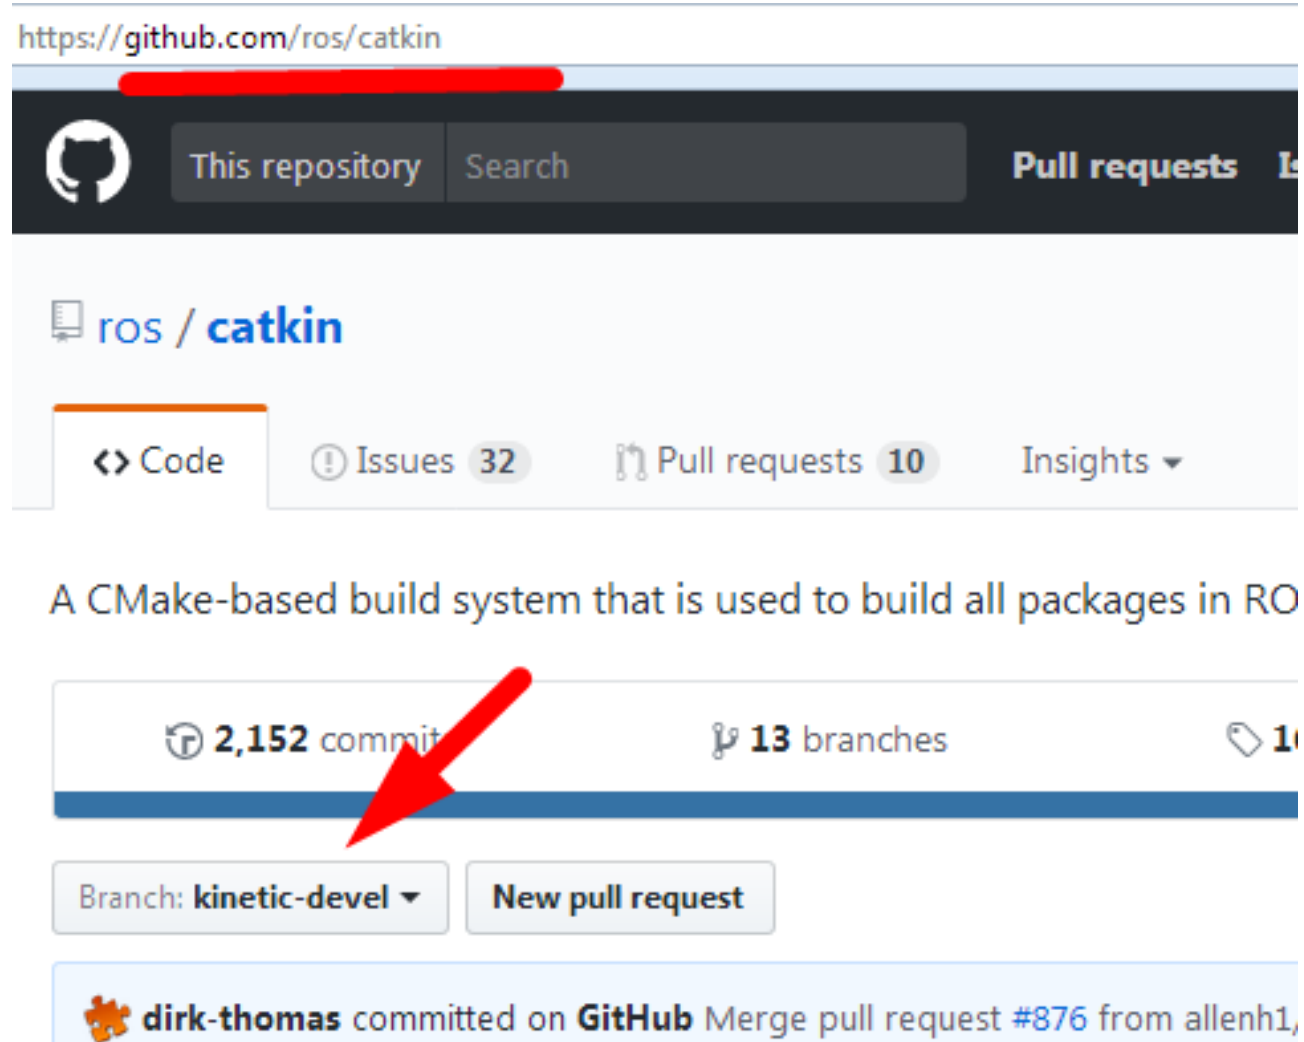 https://github.com/ros/catkin
This repository Search Pull requests
ros / catkin
<> Code Issues 32 Pull requests 10 Insights
A CMake-based build system that is used to build all packages in
2,152 commit 13 branches
Branch: kinetic-devel New pull request
dirk-thomas committed on GitHub Merge pull request #876 from allenh1,